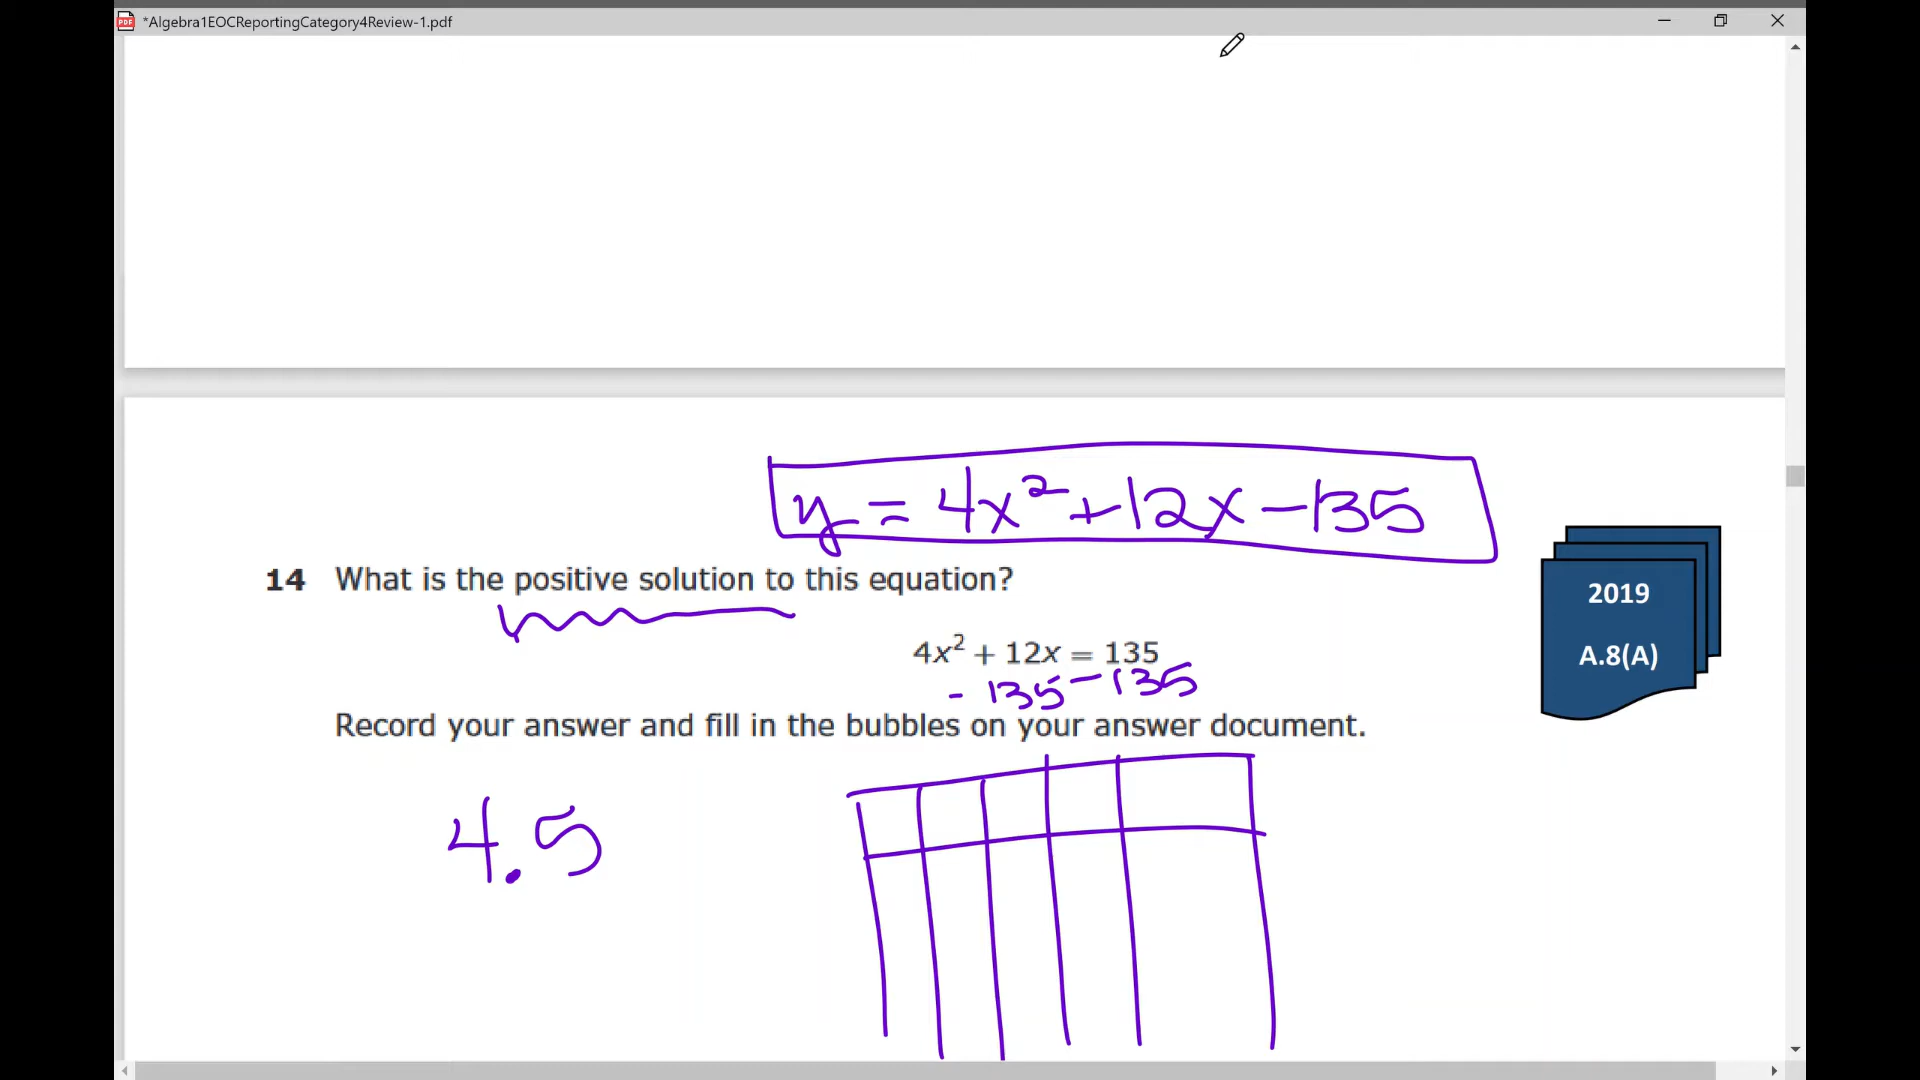 *Algebra1EOCReportingCategory4Review-1.pdf
y = 4x² + 12x - 135
14 What is the positive solution to this equation?
4x² + 12x = 135
- 135 - 135
Record your answer and fill in the bubbles on your answer document.
4.5
2019
A.8(A)